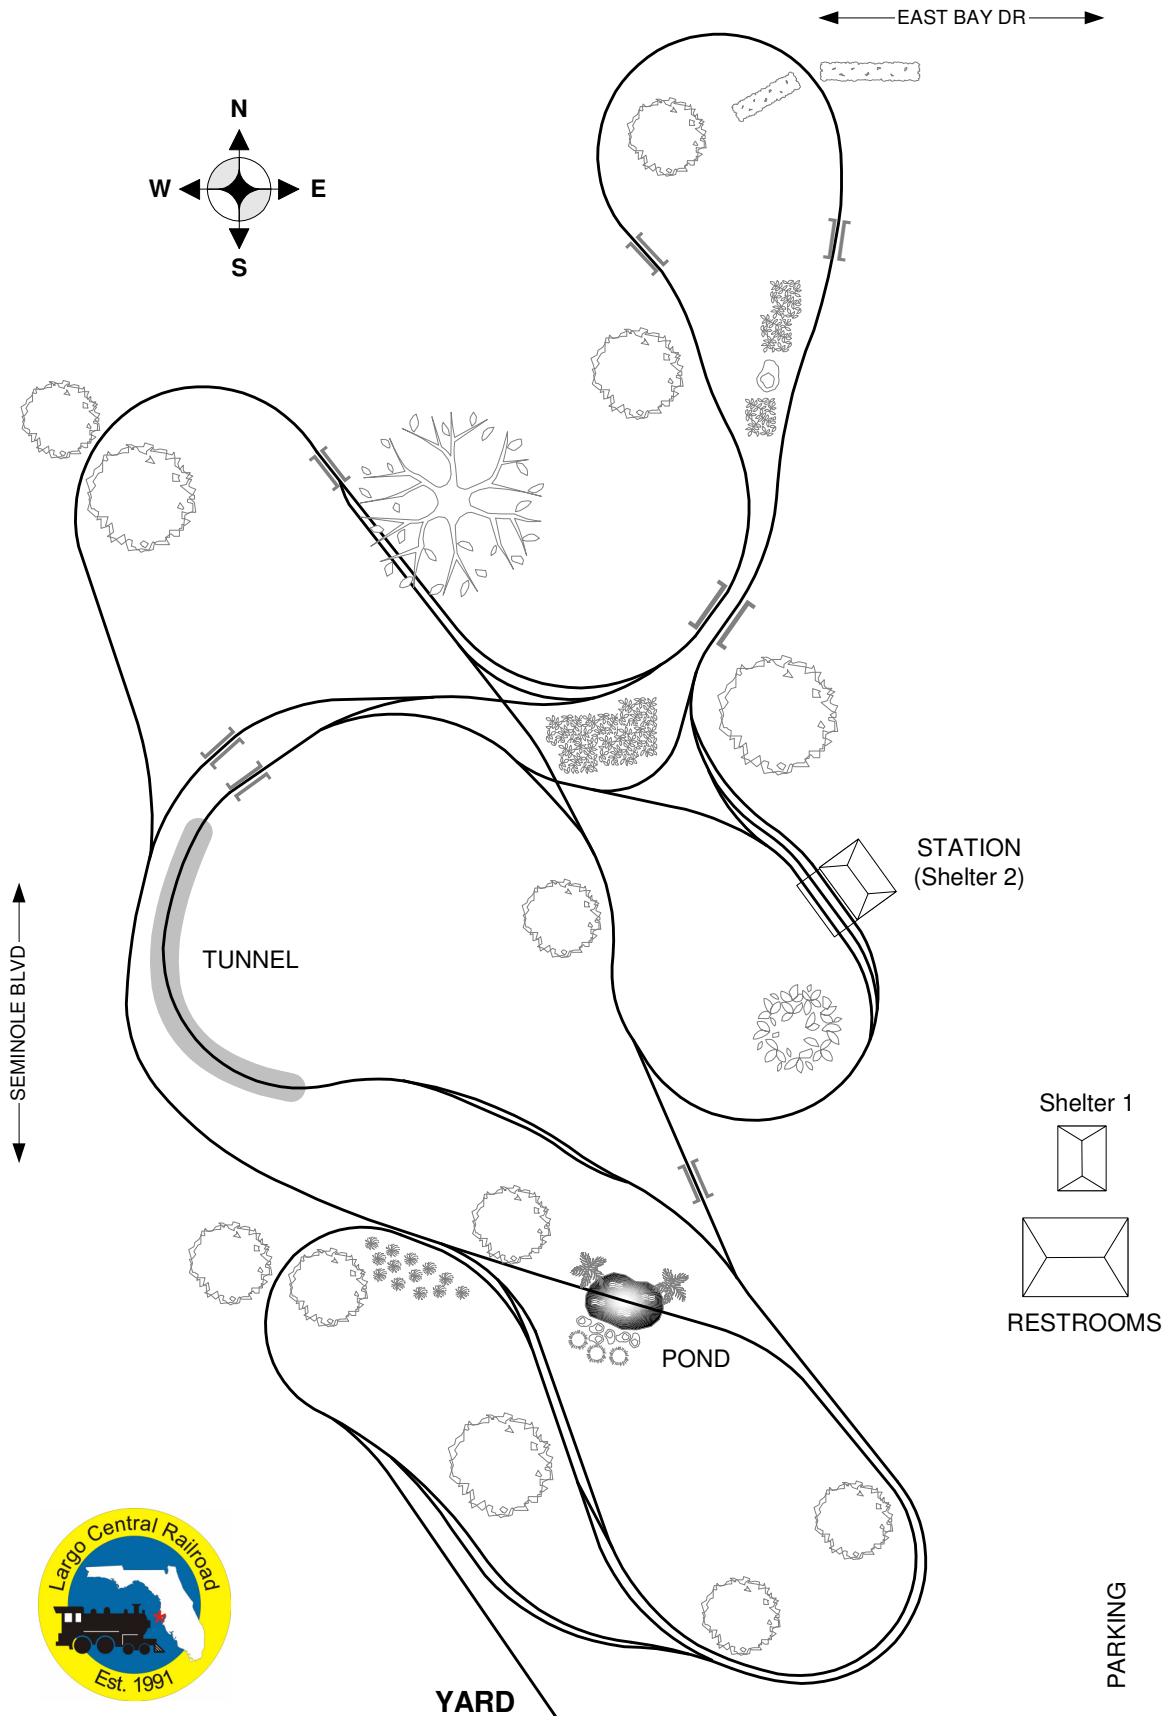 EAST BAY DR
N
W E
S
STATION
(Shelter 2)
TUNNEL
SEMINOLE BLVD
Shelter 1
RESTROOMS
POND
Largo Central Railroad
Est. 1991
PARKING
YARD